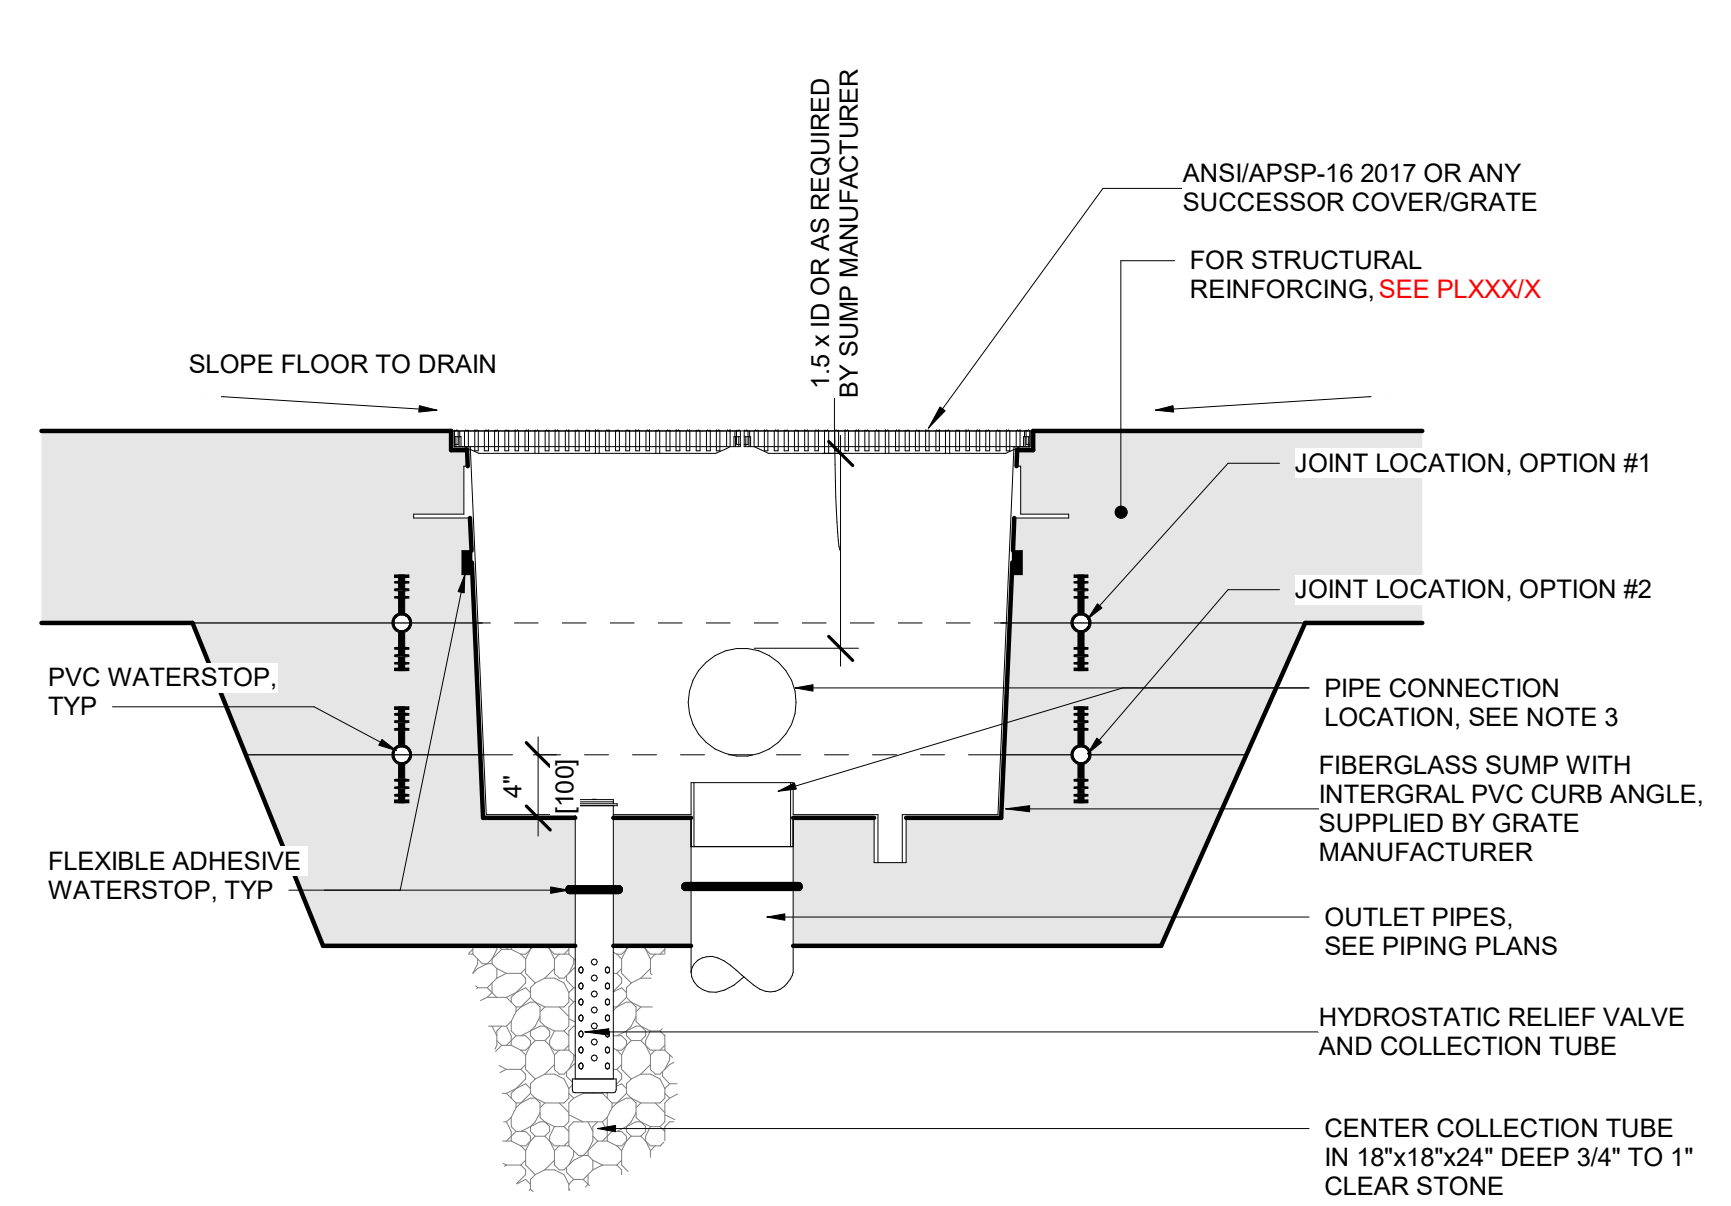 1.5 x ID OR AS REQUIRED
BY SUMP MANUFACTURER
ANSI/APSP-16 2017 OR ANY
SUCCESSOR COVER/GRATE
FOR STRUCTURAL
REINFORCING, SEE PLXXX/X
SLOPE FLOOR TO DRAIN
JOINT LOCATION, OPTION #1
JOINT LOCATION, OPTION #2
PVC WATERSTOP,
TYP
PIPE CONNECTION
LOCATION, SEE NOTE 3
4"
[100]
FIBERGLASS SUMP WITH
INTERGRAL PVC CURB ANGLE,
SUPPLIED BY GRATE
MANUFACTURER
FLEXIBLE ADHESIVE
WATERSTOP, TYP
OUTLET PIPES,
SEE PIPING PLANS
HYDROSTATIC RELIEF VALVE
AND COLLECTION TUBE
CENTER COLLECTION TUBE
IN 18"x18"x24" DEEP 3/4" TO 1"
CLEAR STONE